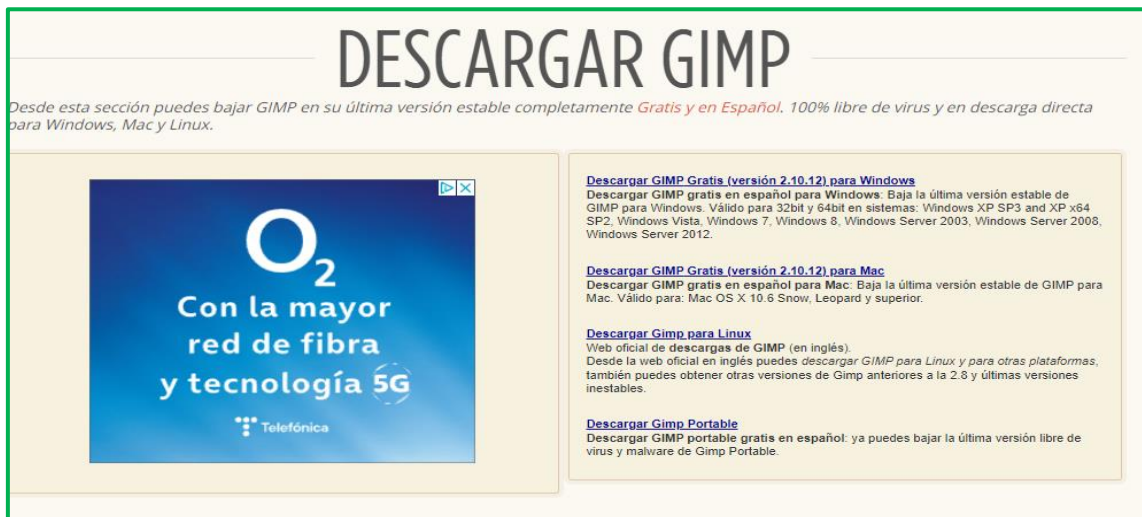 DESCARGAR GIMP
Desde esta sección puedes bajar GIMP en su última versión estable completamente Gratis y en Español. 100% libre de virus y en descarga directa
para Windows, Mac y Linux.
O2
Con la mayor
red de fibra
y tecnología 5G
Telefónica
Descargar GIMP Gratis (versión 2.10.12) para Windows
Descargar GIMP gratis en español para Windows: Baja la última versión estable de
GIMP para Windows. Válido para 32bit y 64bit en sistemas: Windows XP SP3 and XP x64
SP2, Windows Vista, Windows 7, Windows 8, Windows Server 2003, Windows Server 2008,
Windows Server 2012.
Descargar GIMP Gratis (versión 2.10.12) para Mac
Descargar GIMP gratis en español para Mac: Baja la última versión estable de GIMP para
Mac. Válido para: Mac OS X 10.6 Snow, Leopard y superior.
Descargar Gimp para Linux
Web oficial de descargas de GIMP (en inglés).
Desde la web oficial en inglés puedes descargar GIMP para Linux y para otras plataformas,
también puedes obtener otras versiones de Gimp anteriores a la 2.8 y últimas versiones
inestables.
Descargar Gimp Portable
Descargar GIMP portable gratis en español: ya puedes bajar la última versión libre de
virus y malware de Gimp Portable.